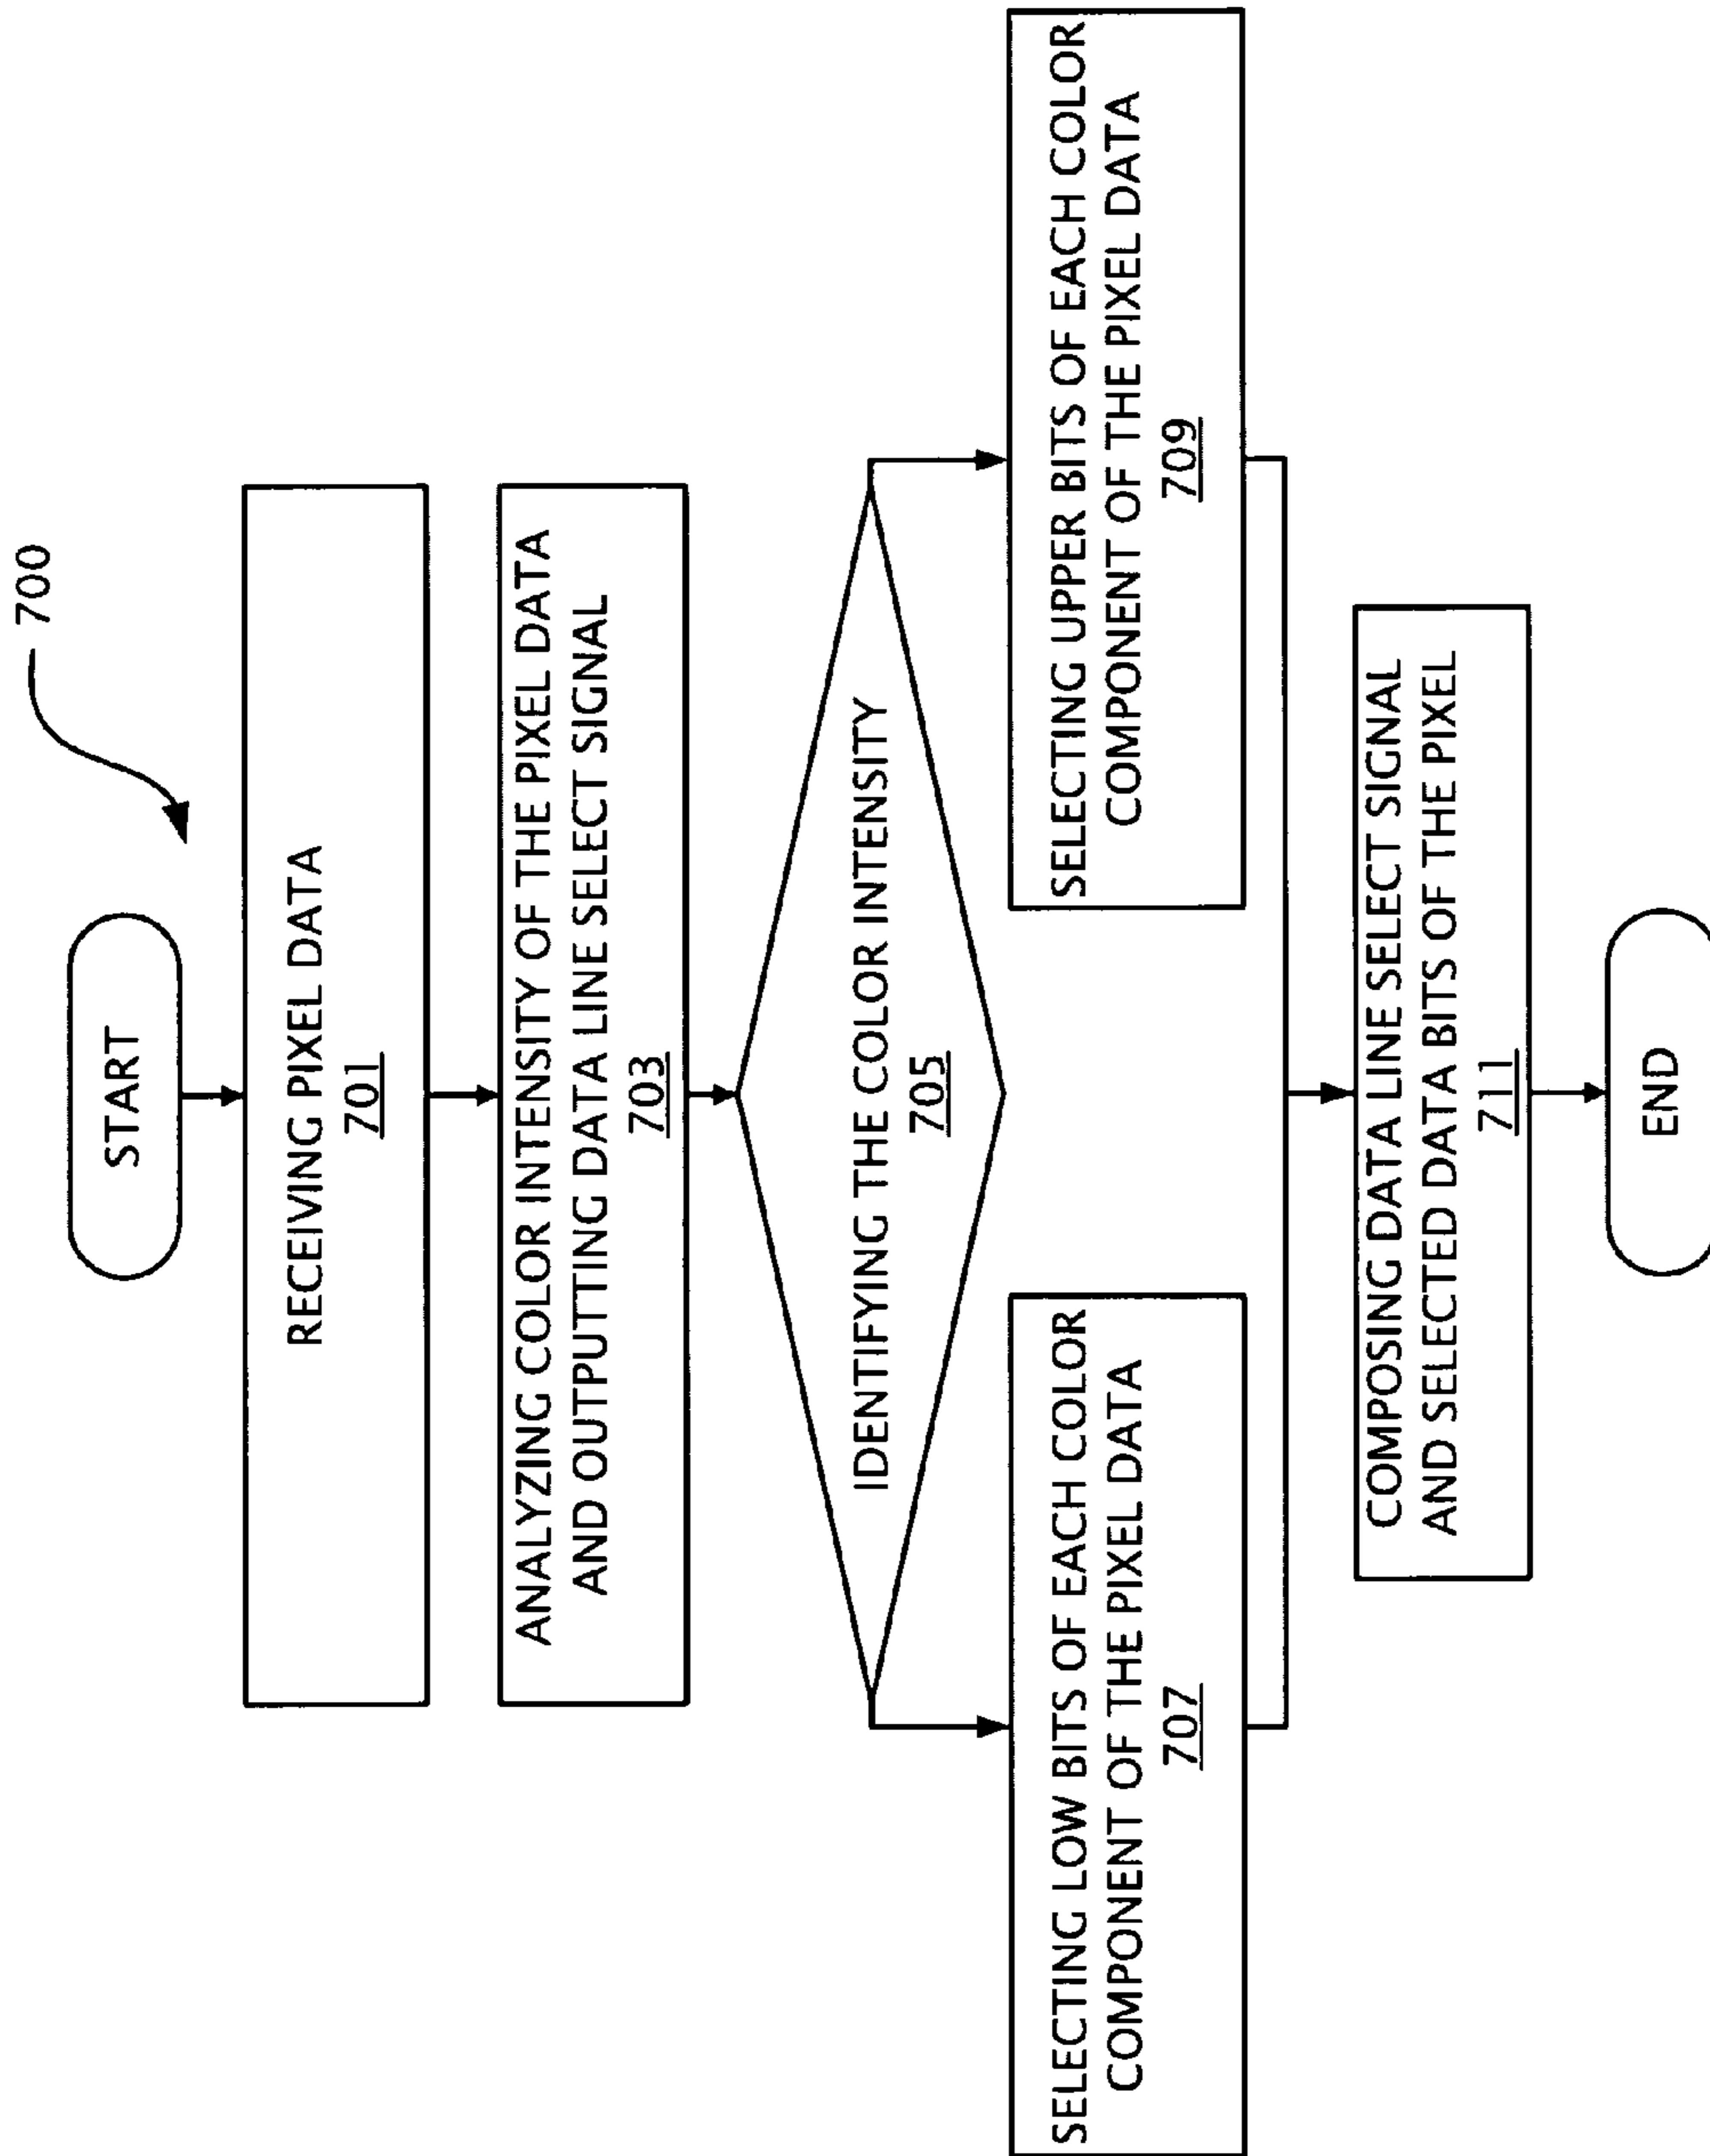 700
START
RECEIVING PIXEL DATA
701
ANALYZING COLOR INTENSITY OF THE PIXEL DATA
AND OUTPUTTING DATA LINE SELECT SIGNAL
703
IDENTIFYING THE COLOR INTENSITY
705
SELECTING LOW BITS OF EACH COLOR
COMPONENT OF THE PIXEL DATA
707
SELECTING UPPER BITS OF EACH COLOR
COMPONENT OF THE PIXEL DATA
709
COMPOSING DATA LINE SELECT SIGNAL
AND SELECTED DATA BITS OF THE PIXEL
711
END